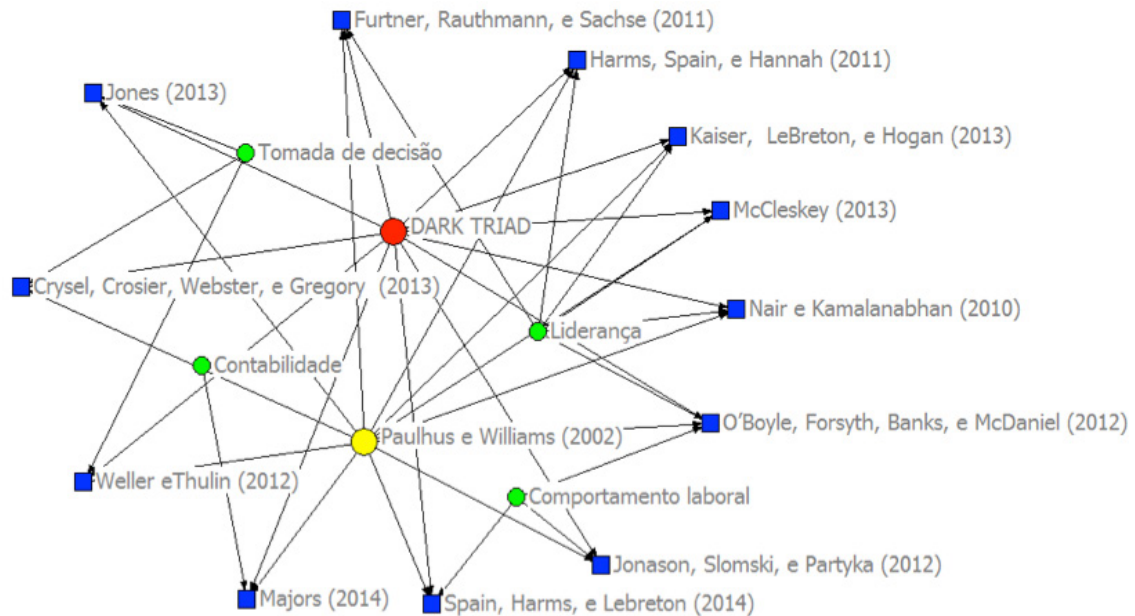 Furtner, Rauthmann, e Sachse (2011)
Harms, Spain, e Hannah (2011)
Jones (2013)
Kaiser, LeBreton, e Hogan (2013)
Tomada de decisão
McCleskey (2013)
DARK TRIAD
Crysel, Crosier, Webster, e Gregory (2013)
Nair e Kamalanabhan (2010)
Liderança
Contabilidade
O'Boyle, Forsyth, Banks, e McDaniel (2012)
Paulhus e Williams (2002)
Weller eThulin (2012)
Comportamento laboral
Jonason, Slomski, e Partyka (2012)
Majors (2014)
Spain, Harms, e Lebreton (2014)